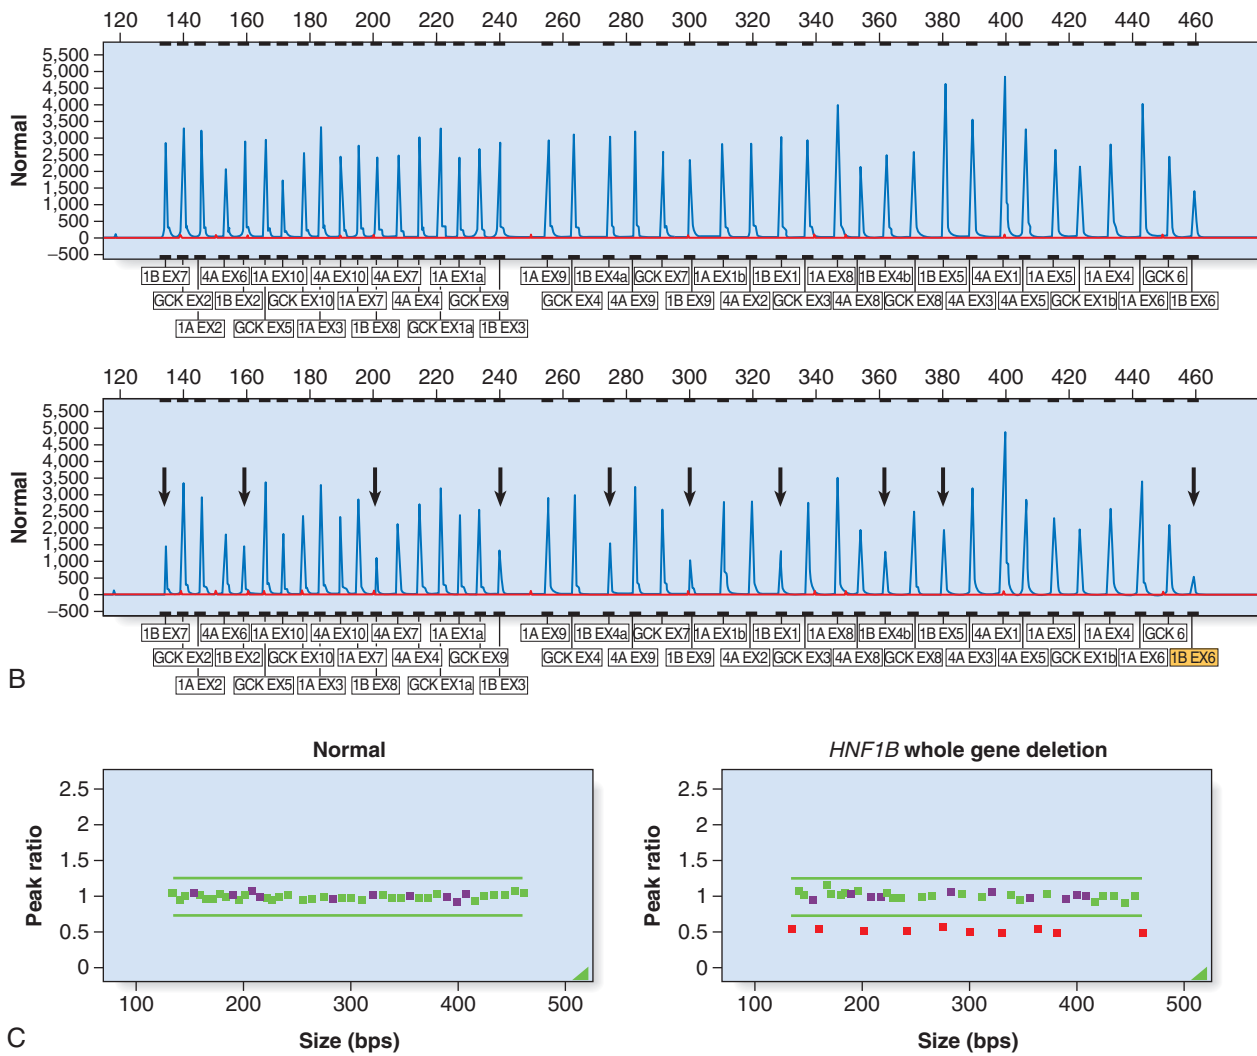 120 140 160 180 200 220 240 260 280 300 320 340 360 380 400 420 440 460
Normal
5,500
5,000
4,500
4,000
3,500
3,000
2,500
2,000
1,500
1,000
500
0
–500
1B EX7 4A EX6 1A EX10 4A EX10 4A EX7 1A EX1a 1A EX9 1B EX4a GCK EX7 1A EX1b 1B EX1 1A EX8 1B EX4b 1B EX5 4A EX1 1A EX5 1A EX4 GCK 6
GCK EX2 1B EX2 GCK EX10 1A EX7 4A EX4 GCK EX9 GCK EX4 4A EX9 1B EX9 4A EX2 GCK EX3 4A EX8 GCK EX8 4A EX3 4A EX5 GCK EX1b 1A EX6 1B EX6
1A EX2 GCK EX5 1A EX3 1B EX8 GCK EX1a 1B EX3
120 140 160 180 200 220 240 260 280 300 320 340 360 380 400 420 440 460
Normal
5,500
5,000
4,500
4,000
3,500
3,000
2,500
2,000
1,500
1,000
500
0
–500
1B EX7 4A EX6 1A EX10 4A EX10 4A EX7 1A EX1a 1A EX9 1B EX4a GCK EX7 1A EX1b 1B EX1 1A EX8 1B EX4b 1B EX5 4A EX1 1A EX5 1A EX4 GCK 6
GCK EX2 1B EX2 GCK EX10 1A EX7 4A EX4 GCK EX9 GCK EX4 4A EX9 1B EX9 4A EX2 GCK EX3 4A EX8 GCK EX8 4A EX3 4A EX5 GCK EX1b 1A EX6 1B EX6
1A EX2 GCK EX5 1A EX3 1B EX8 GCK EX1a 1B EX3
B
Normal
Peak ratio
2.5
2
1.5
1
0.5
0
100 200 300 400 500
Size (bps)
HNF1B whole gene deletion
Peak ratio
2.5
2
1.5
1
0.5
0
100 200 300 400 500
Size (bps)
C